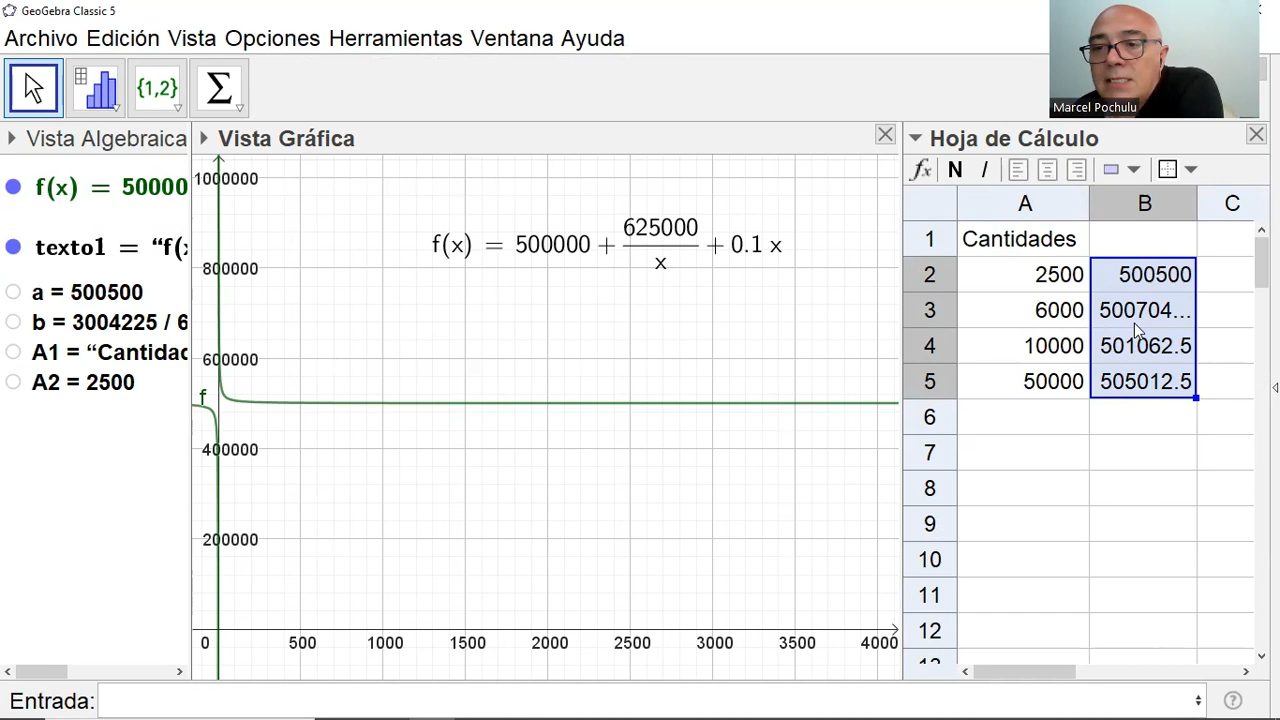 GeoGebra Classic 5
Archivo Edición Vista Opciones Herramientas Ventana Ayuda
{1,2}
Σ
Marcel Pochulu
Vista Algebraica
Vista Gráfica
Hoja de Cálculo
f(x) = 50000
texto1 = “f(x
a = 500500
b = 3004225 / 6
A1 = “Cantidad
A2 = 2500
f(x) = 500000 + 625000/x + 0.1 x
1000000
800000
600000
400000
200000
f
0 500 1000 1500 2000 2500 3000 3500 4000
fx N I
A B C
1 Cantidades
2 2500 500500
3 6000 500704...
4 10000 501062.5
5 50000 505012.5
6
7
8
9
10
11
12
Entrada: